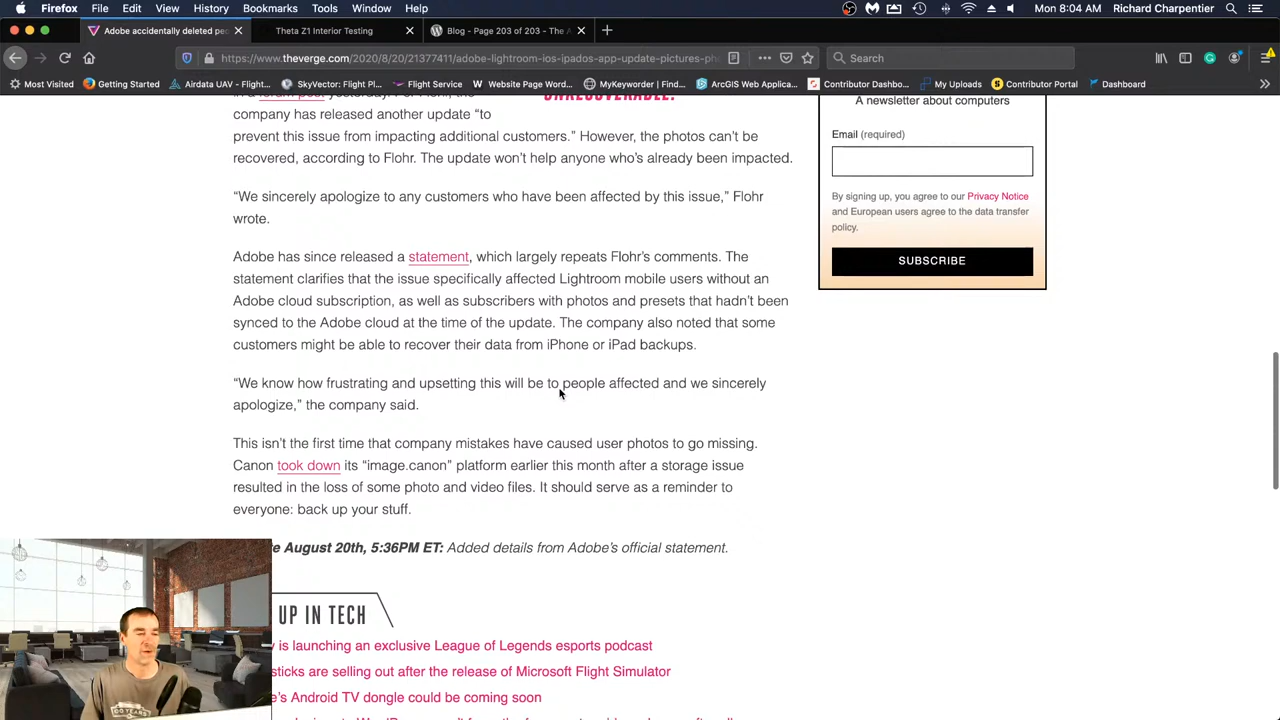 Firefox File Edit View History Bookmarks Tools Window Help Mon 8:04 AM Richard Charpentier
Adobe accidentally deleted pe Theta Z1 Interior Testing Blog - Page 203 of 203 - The A
https://www.theverge.com/2020/8/20/21377411/adobe-lightroom-ios-ipados-app-update-pictures-ph Search
Most Visited Getting Started Airdata UAV - Flight... SkyVector: Flight Pl... Flight Service Website Page Word... MyKeyworder | Find... ArcGIS Web Applica... Contributor Dashbo... My Uploads Contributor Portal Dashboard
UNRECOVERABLE.
company has released another update “to
prevent this issue from impacting additional customers.” However, the photos can’t be
recovered, according to Flohr. The update won’t help anyone who’s already been impacted.
“We sincerely apologize to any customers who have been affected by this issue,” Flohr
wrote.
Adobe has since released a statement, which largely repeats Flohr’s comments. The
statement clarifies that the issue specifically affected Lightroom mobile users without an
Adobe cloud subscription, as well as subscribers with photos and presets that hadn’t been
synced to the Adobe cloud at the time of the update. The company also noted that some
customers might be able to recover their data from iPhone or iPad backups.
“We know how frustrating and upsetting this will be to people affected and we sincerely
apologize,” the company said.
This isn’t the first time that company mistakes have caused user photos to go missing.
Canon took down its “image.canon” platform earlier this month after a storage issue
resulted in the loss of some photo and video files. It should serve as a reminder to
everyone: back up your stuff.
e August 20th, 5:36PM ET: Added details from Adobe’s official statement.
UP IN TECH
y is launching an exclusive League of Legends esports podcast
sticks are selling out after the release of Microsoft Flight Simulator
e’s Android TV dongle could be coming soon
A newsletter about computers
Email (required)
By signing up, you agree to our Privacy Notice
and European users agree to the data transfer
policy.
SUBSCRIBE